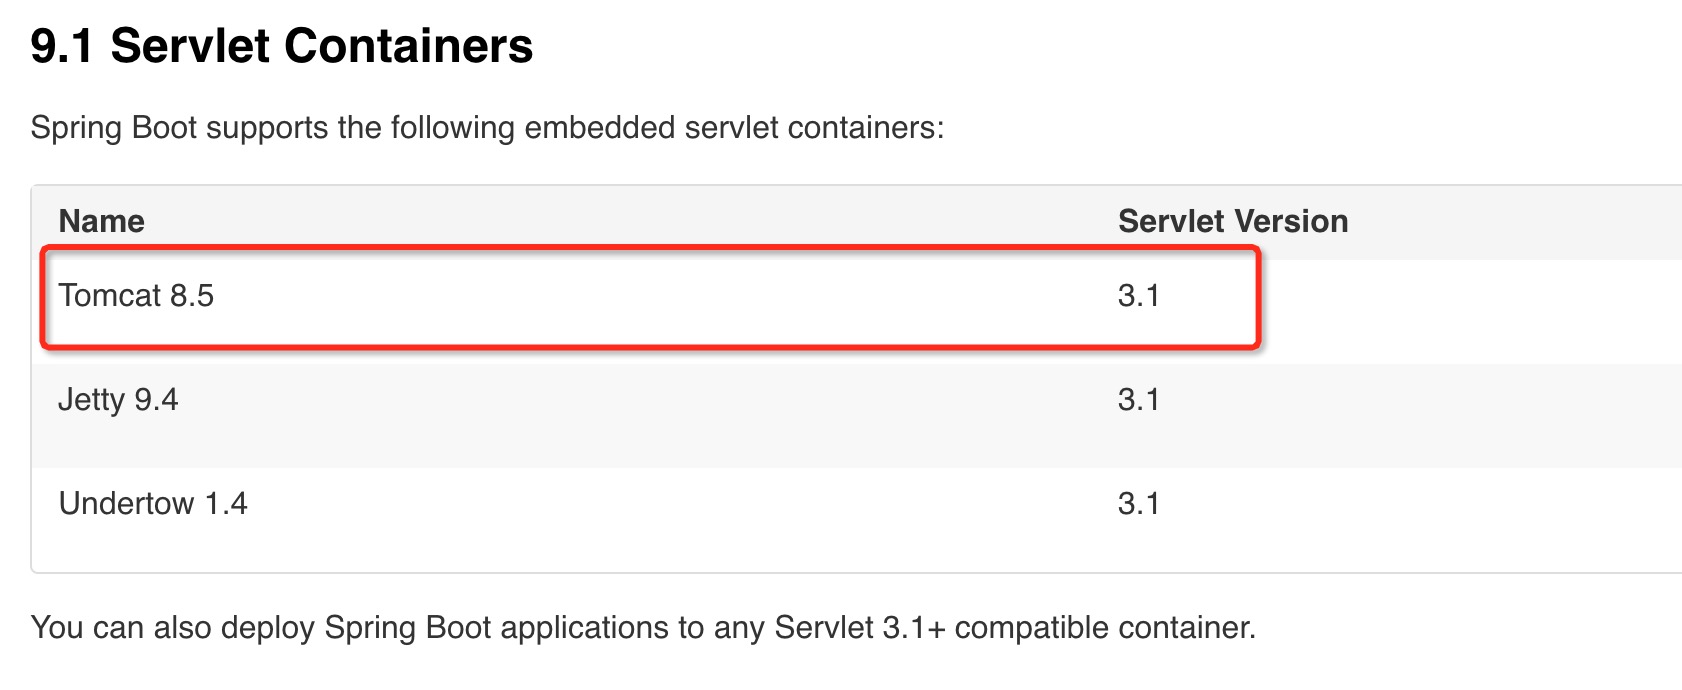 9.1 Servlet Containers
Spring Boot supports the following embedded servlet containers:
Name Servlet Version
Tomcat 8.5 3.1
Jetty 9.4 3.1
Undertow 1.4 3.1
You can also deploy Spring Boot applications to any Servlet 3.1+ compatible container.